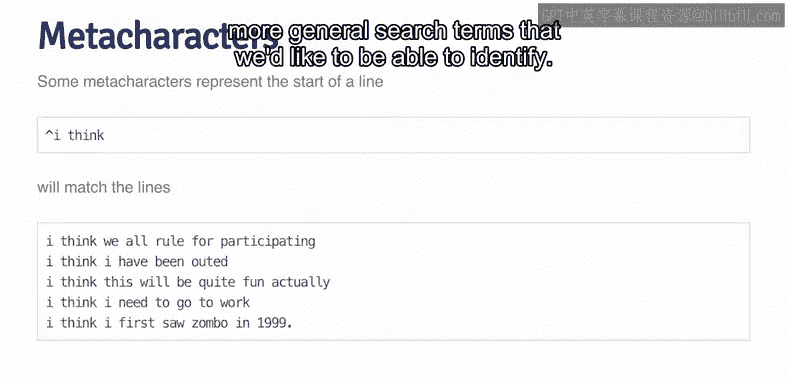 Metacharacters
more general search terms that
we'd like to be able to identify.
Some metacharacters represent the start of a line
^i think
will match the lines
i think we all rule for participating
i think i have been outed
i think this will be quite fun actually
i think i need to go to work
i think i first saw zombo in 1999.